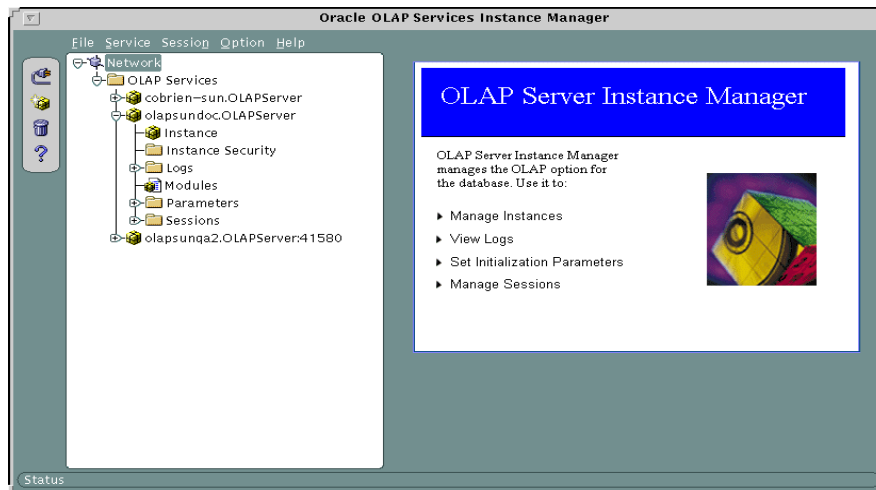 Oracle OLAP Services Instance Manager
File Service Session Option Help
Network
OLAP Services
cobrien-sun.OLAPServer
olapsundoc.OLAPServer
Instance
Instance Security
Logs
Modules
Parameters
Sessions
olapsunqa2.OLAPServer:41580
OLAP Server Instance Manager
OLAP Server Instance Manager
manages the OLAP option for
the database. Use it to:
Manage Instances
View Logs
Set Initialization Parameters
Manage Sessions
Status